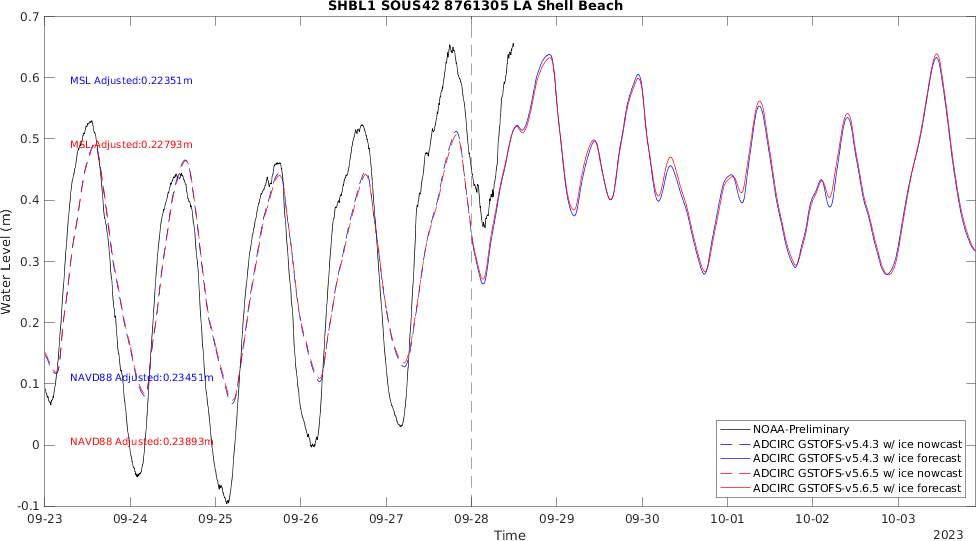 SHBL1 SOUS42 8761305 LA Shell Beach
0.7
0.6
0.5
0.4
0.3
0.2
0.1
0
-0.1
Water Level (m)
MSL Adjusted:0.22351m
MSL Adjusted:0.22793m
NAVD88 Adjusted:0.23451m
NAVD88 Adjusted:0.23893m
NOAA-Preliminary
ADCIRC GSTOFS-v5.4.3 w/ ice nowcast
ADCIRC GSTOFS-v5.4.3 w/ ice forecast
ADCIRC GSTOFS-v5.6.5 w/ ice nowcast
ADCIRC GSTOFS-v5.6.5 w/ ice forecast
09-23 09-24 09-25 09-26 09-27 09-28 09-29 09-30 10-01 10-02 10-03
Time
2023